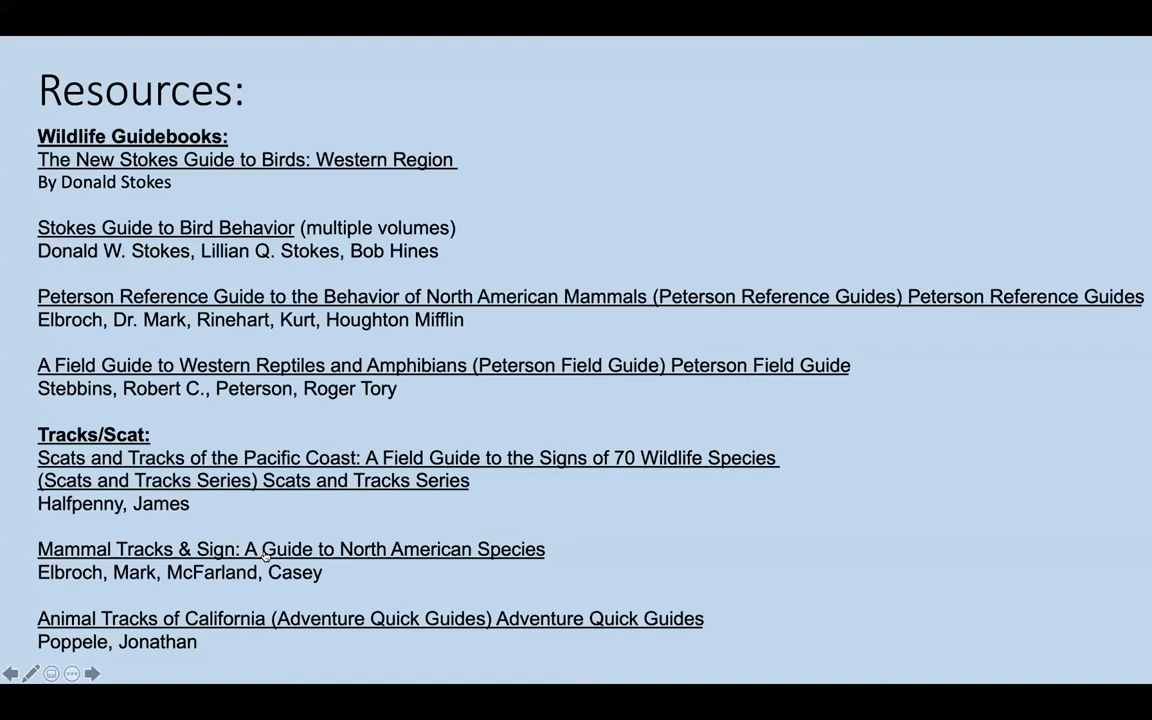 Resources:
Wildlife Guidebooks:
The New Stokes Guide to Birds: Western Region
By Donald Stokes
Stokes Guide to Bird Behavior (multiple volumes)
Donald W. Stokes, Lillian Q. Stokes, Bob Hines
Peterson Reference Guide to the Behavior of North American Mammals (Peterson Reference Guides) Peterson Reference Guides
Elbroch, Dr. Mark, Rinehart, Kurt, Houghton Mifflin
A Field Guide to Western Reptiles and Amphibians (Peterson Field Guide) Peterson Field Guide
Stebbins, Robert C., Peterson, Roger Tory
Tracks/Scat:
Scats and Tracks of the Pacific Coast: A Field Guide to the Signs of 70 Wildlife Species
(Scats and Tracks Series) Scats and Tracks Series
Halfpenny, James
Mammal Tracks & Sign: A Guide to North American Species
Elbroch, Mark, McFarland, Casey
Animal Tracks of California (Adventure Quick Guides) Adventure Quick Guides
Poppele, Jonathan